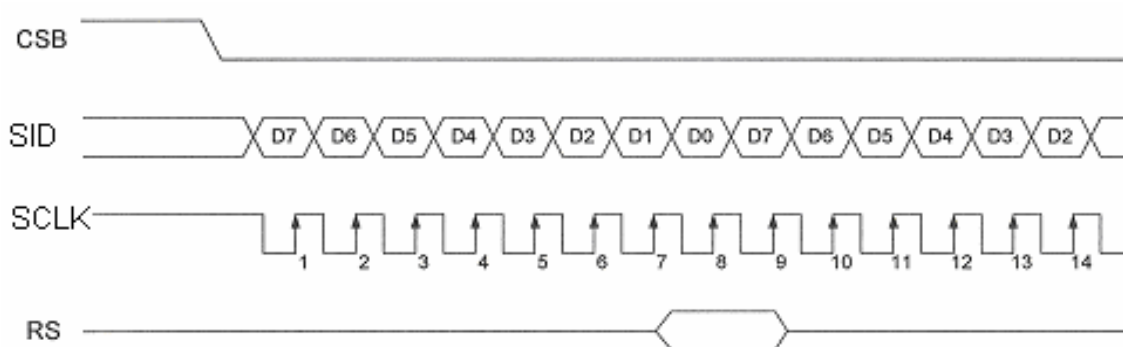 CSB
SID D7 D6 D5 D4 D3 D2 D1 D0 D7 D6 D5 D4 D3 D2
SCLK
1 2 3 4 5 6 7 8 9 10 11 12 13 14
RS